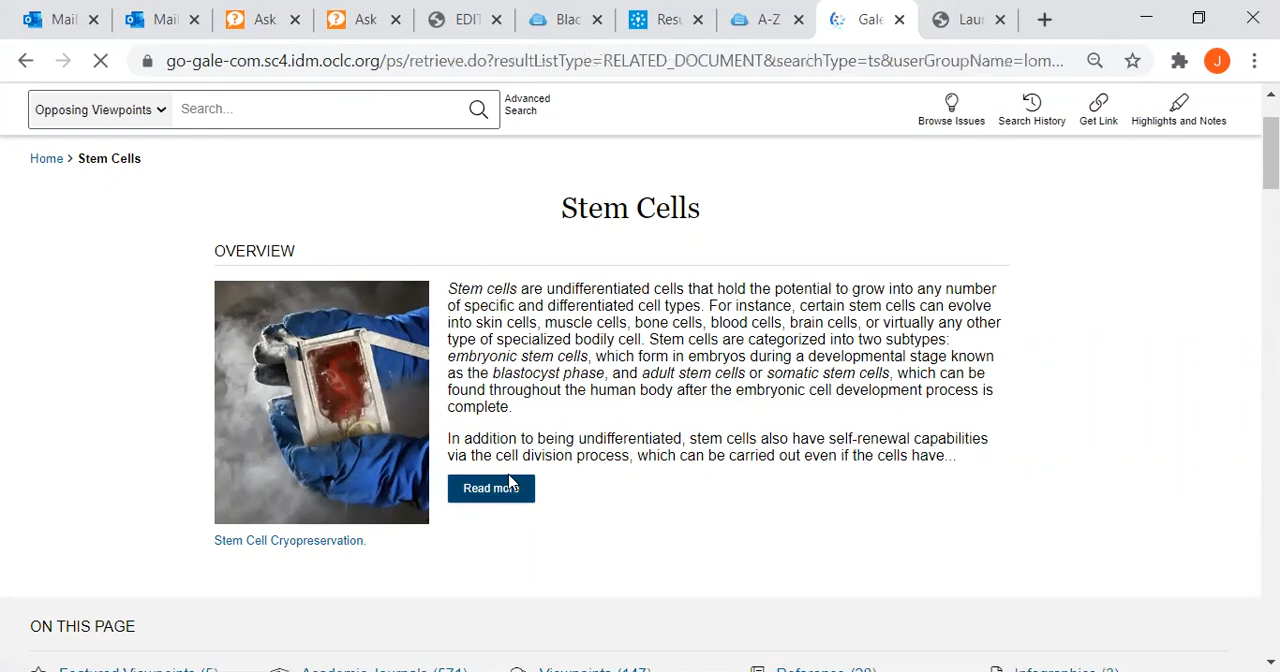 Mail
Mail
Ask
Ask
EDIT
Blac
Resu
A-Z
Gale
Laun
go-gale-com.sc4.idm.oclc.org/ps/retrieve.do?resultListType=RELATED_DOCUMENT&searchType=ts&userGroupName=lom...
J
Opposing Viewpoints
Search...
Advanced
Search
Browse Issues
Search History
Get Link
Highlights and Notes
Home > Stem Cells
Stem Cells
OVERVIEW
Stem cells are undifferentiated cells that hold the potential to grow into any number
of specific and differentiated cell types. For instance, certain stem cells can evolve
into skin cells, muscle cells, bone cells, blood cells, brain cells, or virtually any other
type of specialized bodily cell. Stem cells are categorized into two subtypes:
embryonic stem cells, which form in embryos during a developmental stage known
as the blastocyst phase, and adult stem cells or somatic stem cells, which can be
found throughout the human body after the embryonic cell development process is
complete.
In addition to being undifferentiated, stem cells also have self-renewal capabilities
via the cell division process, which can be carried out even if the cells have...
Read more
Stem Cell Cryopreservation.
ON THIS PAGE
Featured Viewpoints (5)
Academic Journals (571)
Viewpoints (147)
Reference (28)
Infographics (3)